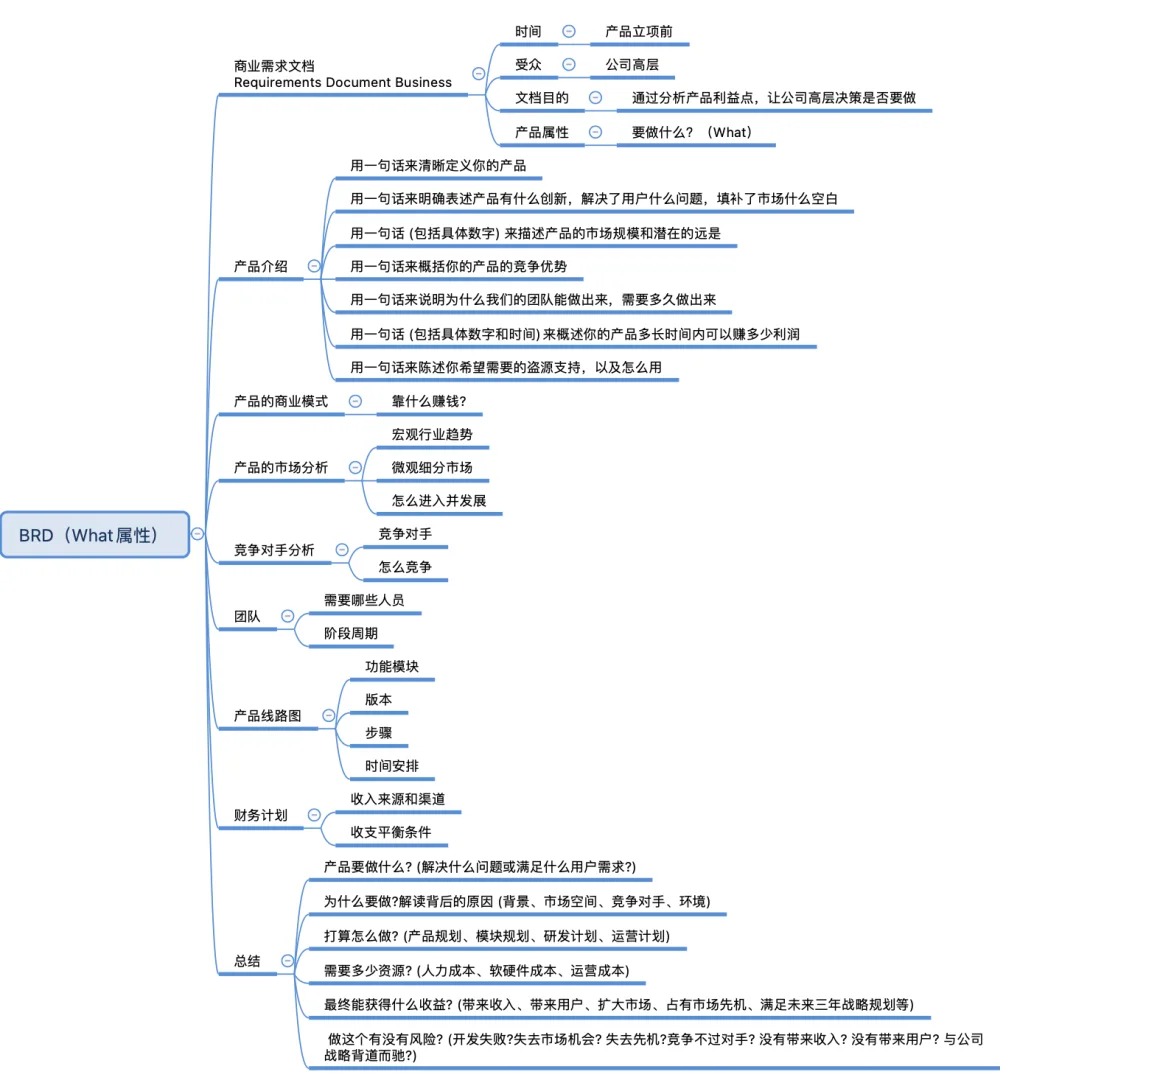 BRD（What属性）
商业需求文档
Requirements Document Business
时间
产品立项前
受众
公司高层
文档目的
通过分析产品利益点，让公司高层决策是否要做
产品属性
要做什么？（What）
产品介绍
用一句话来清晰定义你的产品
用一句话来明确表述产品有什么创新，解决了用户什么问题，填补了市场什么空白
用一句话 (包括具体数字) 来描述产品的市场规模和潜在的远是
用一句话来概括你的产品的竞争优势
用一句话来说明为什么我们的团队能做出来，需要多久做出来
用一句话 (包括具体数字和时间) 来概述你的产品多长时间内可以赚多少利润
用一句话来陈述你希望需要的盗源支持，以及怎么用
产品的商业模式
靠什么赚钱?
产品的市场分析
宏观行业趋势
微观细分市场
怎么进入并发展
竞争对手分析
竞争对手
怎么竞争
团队
需要哪些人员
阶段周期
产品线路图
功能模块
版本
步骤
时间安排
财务计划
收入来源和渠道
收支平衡条件
总结
产品要做什么? (解决什么问题或满足什么用户需求?)
为什么要做?解读背后的原因 (背景、市场空间、竞争对手、环境)
打算怎么做? (产品规划、模块规划、研发计划、运营计划)
需要多少资源? (人力成本、软硬件成本、运营成本)
最终能获得什么收益? (带来收入、带来用户、扩大市场、占有市场先机、满足未来三年战略规划等)
做这个有没有风险? (开发失败?失去市场机会? 失去先机?竞争不过对手? 没有带来收入? 没有带来用户? 与公司
战略背道而驰?)